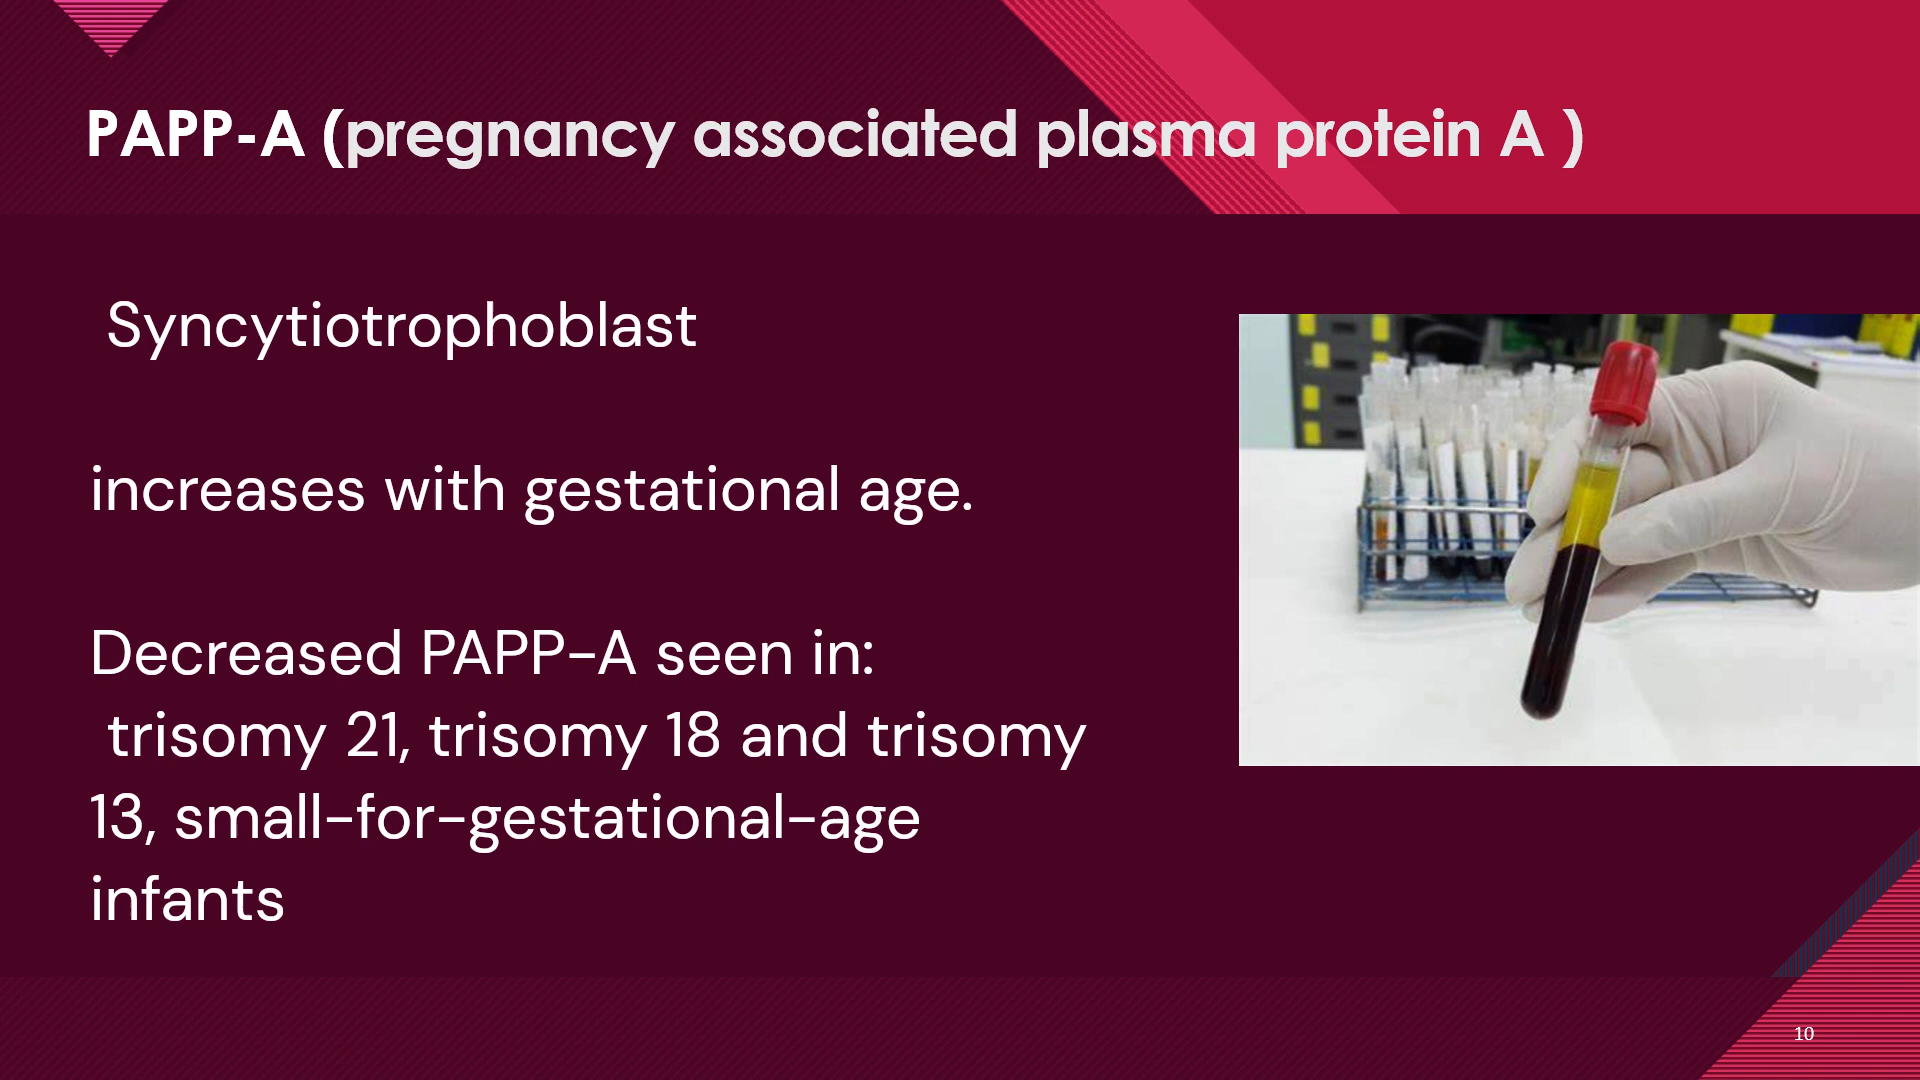 PAPP-A (pregnancy associated plasma protein A )
Syncytiotrophoblast
increases with gestational age.
Decreased PAPP-A seen in:
trisomy 21, trisomy 18 and trisomy
13, small-for-gestational-age
infants
10